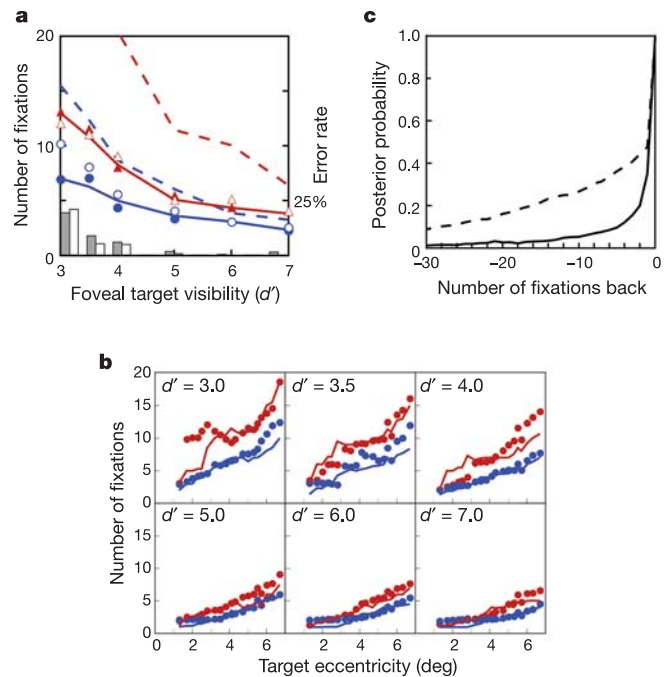 a
20
10
0
Number of fixations
Error rate
25%
3 4 5 6 7
Foveal target visibility (d′)
c
1.0
0.8
0.6
0.4
0.2
Posterior probability
–30 –20 –10 0
Number of fixations back
b
20
15
10
5
0
15
10
5
0
Number of fixations
d′ = 3.0 d′ = 3.5 d′ = 4.0
d′ = 5.0 d′ = 6.0 d′ = 7.0
0 2 4 6 2 4 6 2 4 6
Target eccentricity (deg)